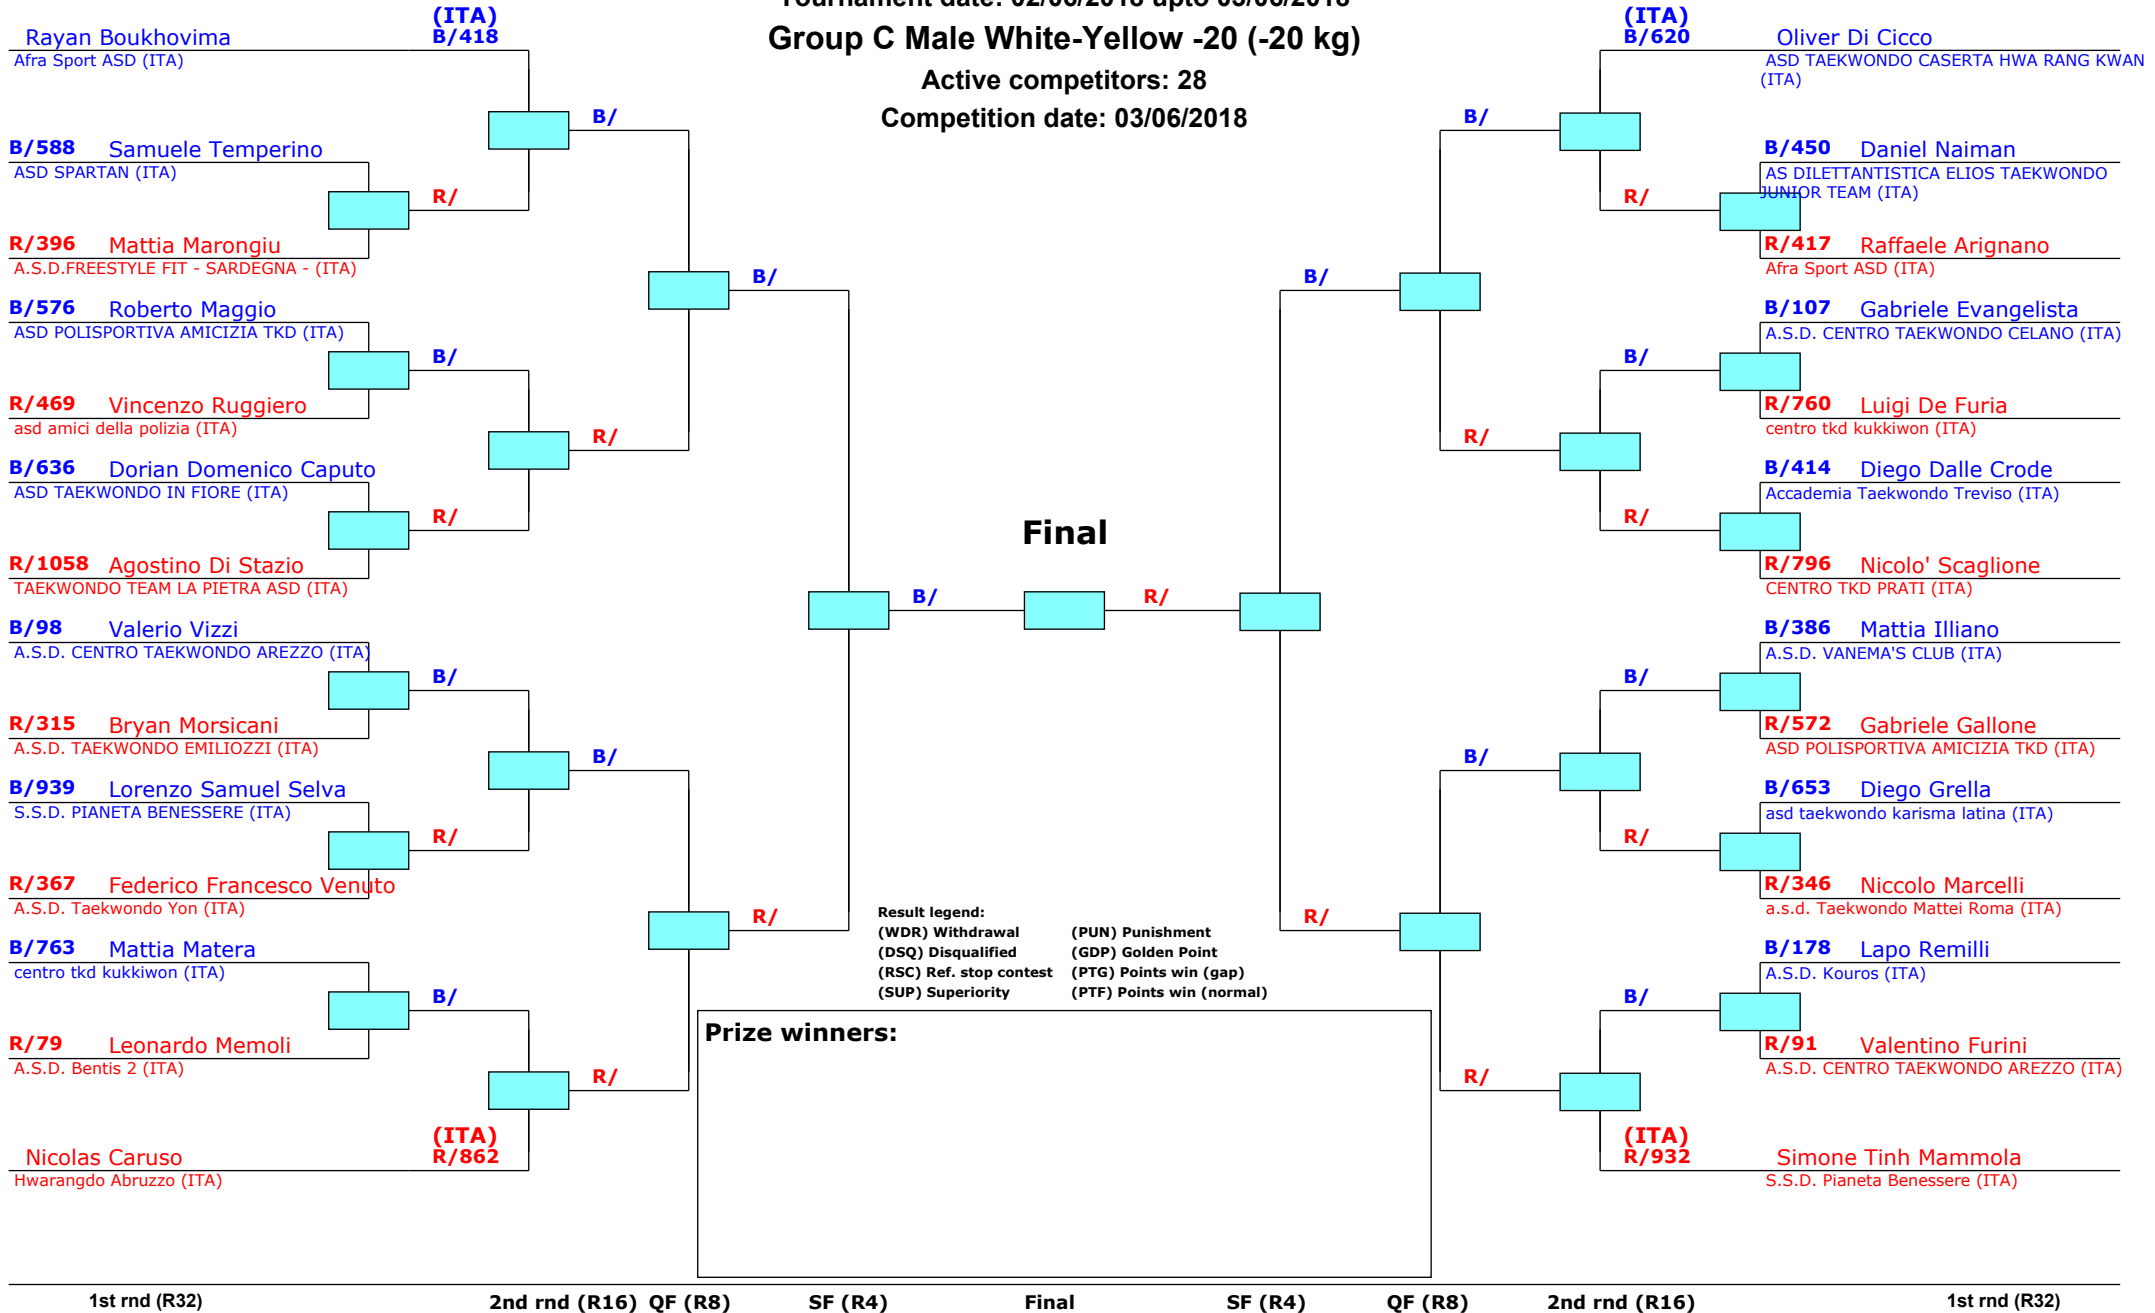 Tournament date: 02/06/2018 upto 03/06/2018
Group C Male White-Yellow -20 (-20 kg)
Active competitors: 28
Competition date: 03/06/2018
(ITA)
Rayan Boukhovima B/418
Afra Sport ASD (ITA)
B/
B/588 Samuele Temperino
ASD SPARTAN (ITA)
R/
R/396 Mattia Marongiu
A.S.D.FREESTYLE FIT - SARDEGNA - (ITA)
B/
B/576 Roberto Maggio
ASD POLISPORTIVA AMICIZIA TKD (ITA)
B/
R/469 Vincenzo Ruggiero
asd amici della polizia (ITA)
R/
B/636 Dorian Domenico Caputo
ASD TAEKWONDO IN FIORE (ITA)
R/
R/1058 Agostino Di Stazio
TAEKWONDO TEAM LA PIETRA ASD (ITA)
B/98 Valerio Vizzi
A.S.D. CENTRO TAEKWONDO AREZZO (ITA)
B/
R/315 Bryan Morsicani
A.S.D. TAEKWONDO EMILIOZZI (ITA)
B/
B/939 Lorenzo Samuel Selva
S.S.D. PIANETA BENESSERE (ITA)
R/
R/367 Federico Francesco Venuto
A.S.D. Taekwondo Yon (ITA)
R/
B/763 Mattia Matera
centro tkd kukkiwon (ITA)
B/
R/79 Leonardo Memoli
A.S.D. Bentis 2 (ITA)
R/
(ITA)
Nicolas Caruso R/862
Hwarangdo Abruzzo (ITA)
Final
B/ R/
Result legend:
(WDR) Withdrawal (PUN) Punishment
(DSQ) Disqualified (GDP) Golden Point
(RSC) Ref. stop contest (PTG) Points win (gap)
(SUP) Superiority (PTF) Points win (normal)
Prize winners:
(ITA)
B/620 Oliver Di Cicco
ASD TAEKWONDO CASERTA HWA RANG KWAN
(ITA)
B/
B/450 Daniel Naiman
AS DILETTANTISTICA ELIOS TAEKWONDO
JUNIOR TEAM (ITA)
R/
R/417 Raffaele Arignano
Afra Sport ASD (ITA)
B/
B/107 Gabriele Evangelista
A.S.D. CENTRO TAEKWONDO CELANO (ITA)
B/
R/760 Luigi De Furia
centro tkd kukkiwon (ITA)
R/
B/414 Diego Dalle Crode
Accademia Taekwondo Treviso (ITA)
R/
R/796 Nicolo' Scaglione
CENTRO TKD PRATI (ITA)
B/386 Mattia Illiano
A.S.D. VANEMA'S CLUB (ITA)
B/
R/572 Gabriele Gallone
ASD POLISPORTIVA AMICIZIA TKD (ITA)
B/
B/653 Diego Grella
asd taekwondo karisma latina (ITA)
R/
R/346 Niccolo Marcelli
a.s.d. Taekwondo Mattei Roma (ITA)
R/
B/178 Lapo Remilli
A.S.D. Kouros (ITA)
B/
R/91 Valentino Furini
A.S.D. CENTRO TAEKWONDO AREZZO (ITA)
R/
(ITA)
R/932 Simone Tinh Mammola
S.S.D. Pianeta Benessere (ITA)
1st rnd (R32) 2nd rnd (R16) QF (R8) SF (R4) Final SF (R4) QF (R8) 2nd rnd (R16) 1st rnd (R32)